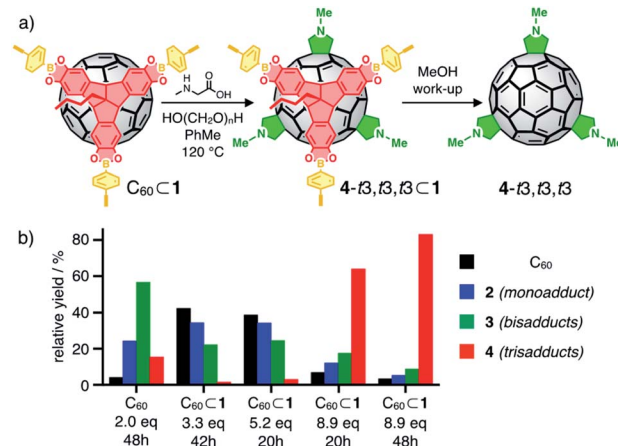 a)
N-Me
B
O
O
B
O
O
O
O
B
C₆₀⊂1
N
H
O
OH
HO(CH₂O)ₙH
PhMe
120 °C
N-Me
B
O
O
B
O
O
N
Me
N
Me
O
O
B
4-t3,t3,t3⊂1
MeOH
work-up
N-Me
N
Me
N
Me
4-t3,t3,t3
b)
relative yield / %
80
60
40
20
0
C₆₀
2.0 eq
48h
C₆₀⊂1
3.3 eq
42h
C₆₀⊂1
5.2 eq
20h
C₆₀⊂1
8.9 eq
20h
C₆₀⊂1
8.9 eq
48h
C₆₀
2 (monoadduct)
3 (bisadducts)
4 (trisadducts)